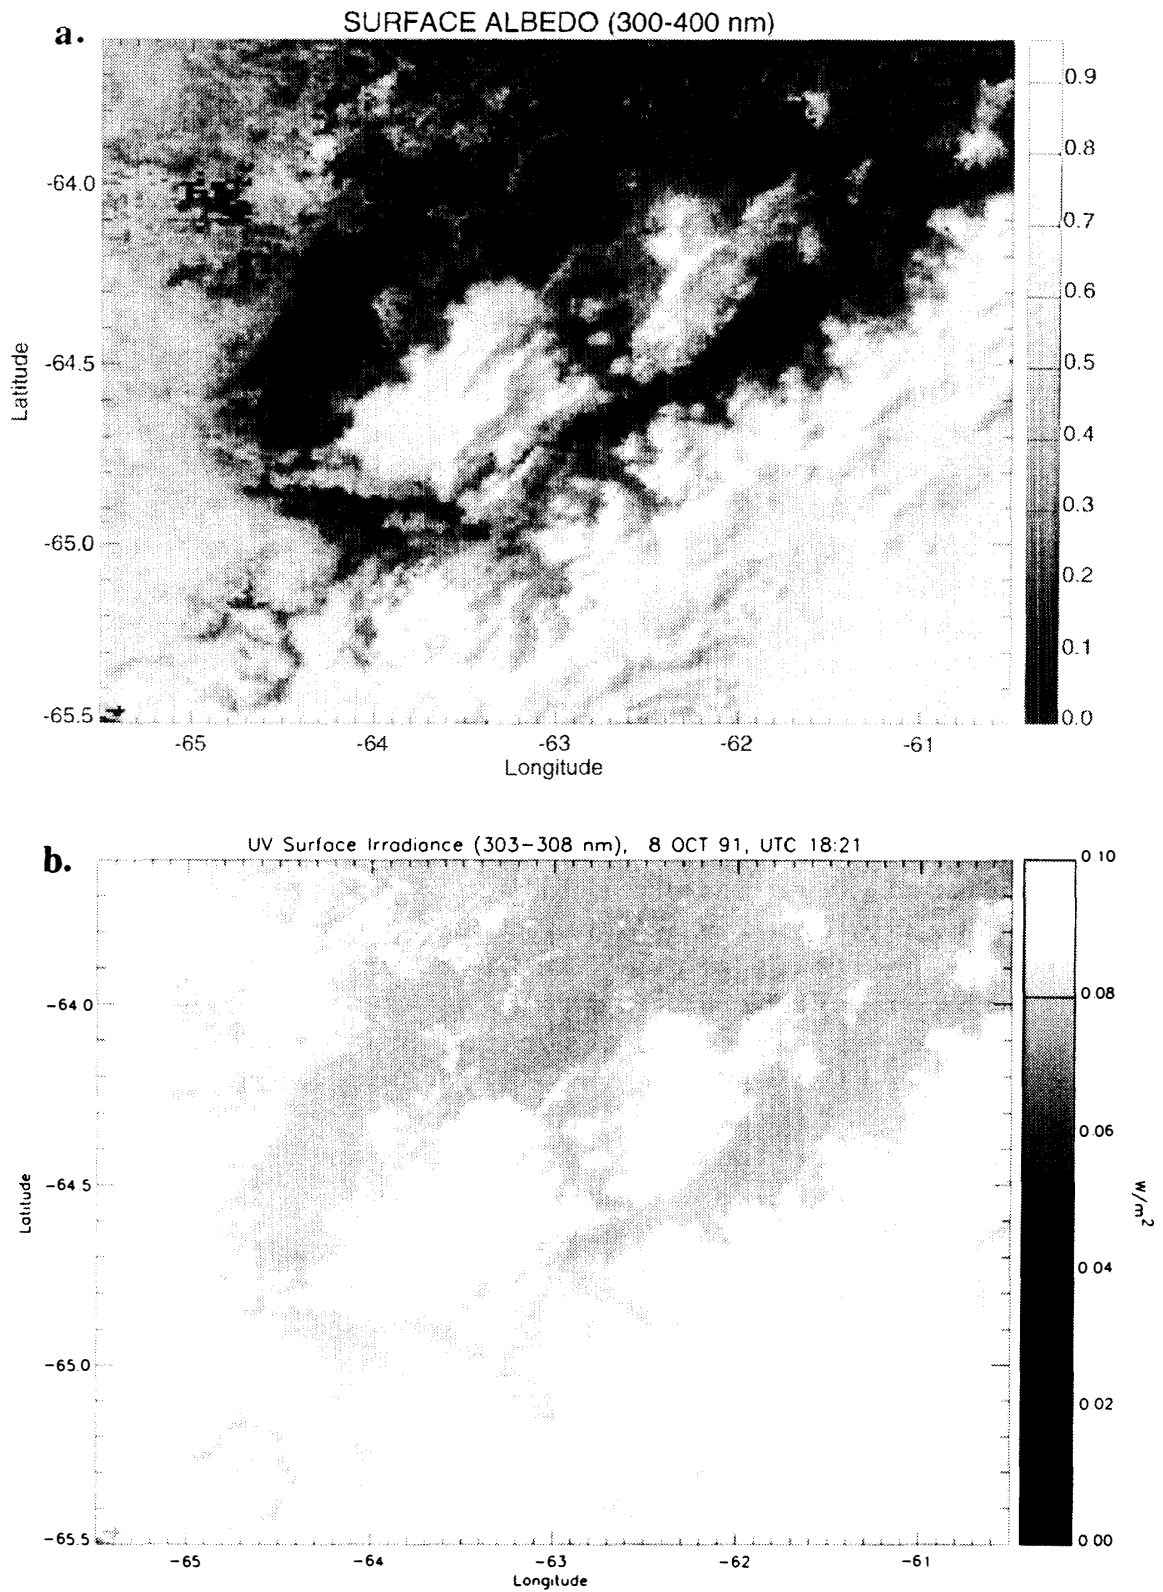 a.
SURFACE ALBEDO (300-400 nm)
0.9
0.8
0.7
0.6
0.5
0.4
0.3
0.2
0.1
0.0
-64.0
-64.5
-65.0
-65.5
Latitude
-65 -64 -63 -62 -61
Longitude
b.
UV Surface Irradiance (303-308 nm), 8 OCT 91, UTC 18:21
0.10
0.08
0.06
0.04
0.02
0.00
W/m²
-64.0
-64.5
-65.0
-65.5
Latitude
-65 -64 -63 -62 -61
Longitude